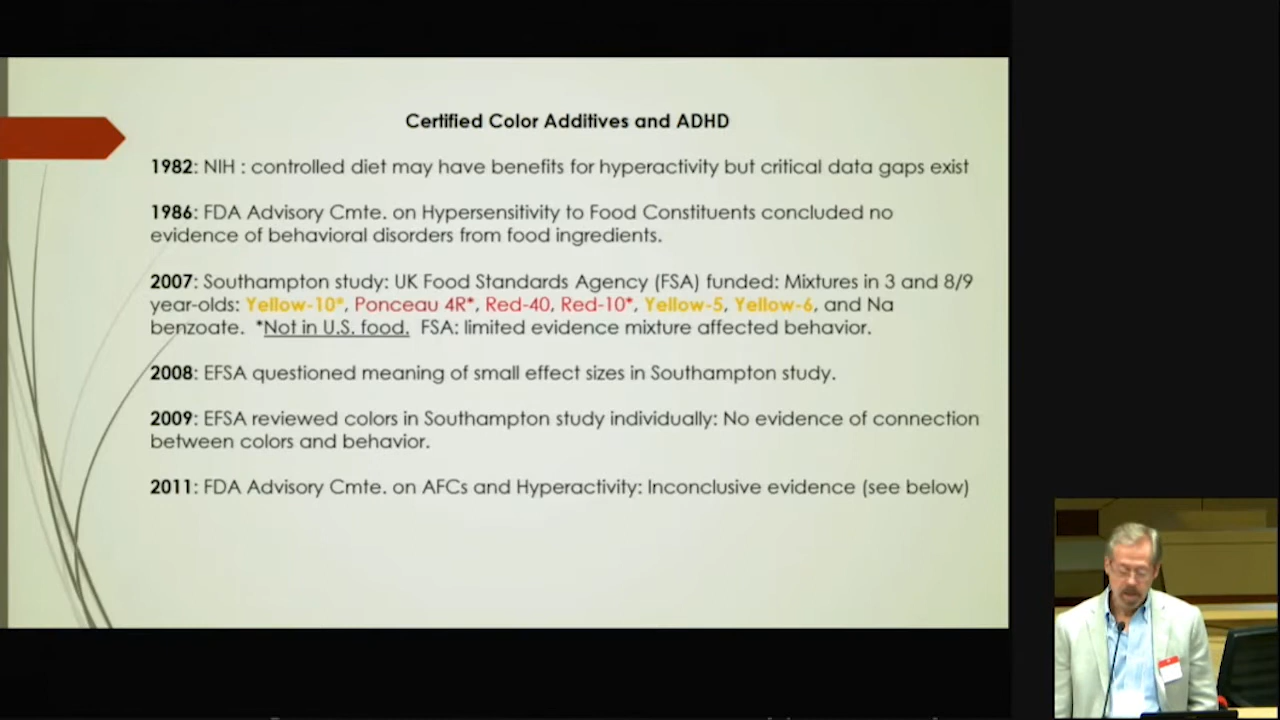 Certified Color Additives and ADHD
1982: NIH : controlled diet may have benefits for hyperactivity but critical data gaps exist
1986: FDA Advisory Cmte. on Hypersensitivity to Food Constituents concluded no
evidence of behavioral disorders from food ingredients.
2007: Southampton study: UK Food Standards Agency (FSA) funded: Mixtures in 3 and 8/9
year-olds: Yellow-10*, Ponceau 4R*, Red-40, Red-10*, Yellow-5, Yellow-6, and Na
benzoate. *Not in U.S. food. FSA: limited evidence mixture affected behavior.
2008: EFSA questioned meaning of small effect sizes in Southampton study.
2009: EFSA reviewed colors in Southampton study individually: No evidence of connection
between colors and behavior.
2011: FDA Advisory Cmte. on AFCs and Hyperactivity: Inconclusive evidence (see below)